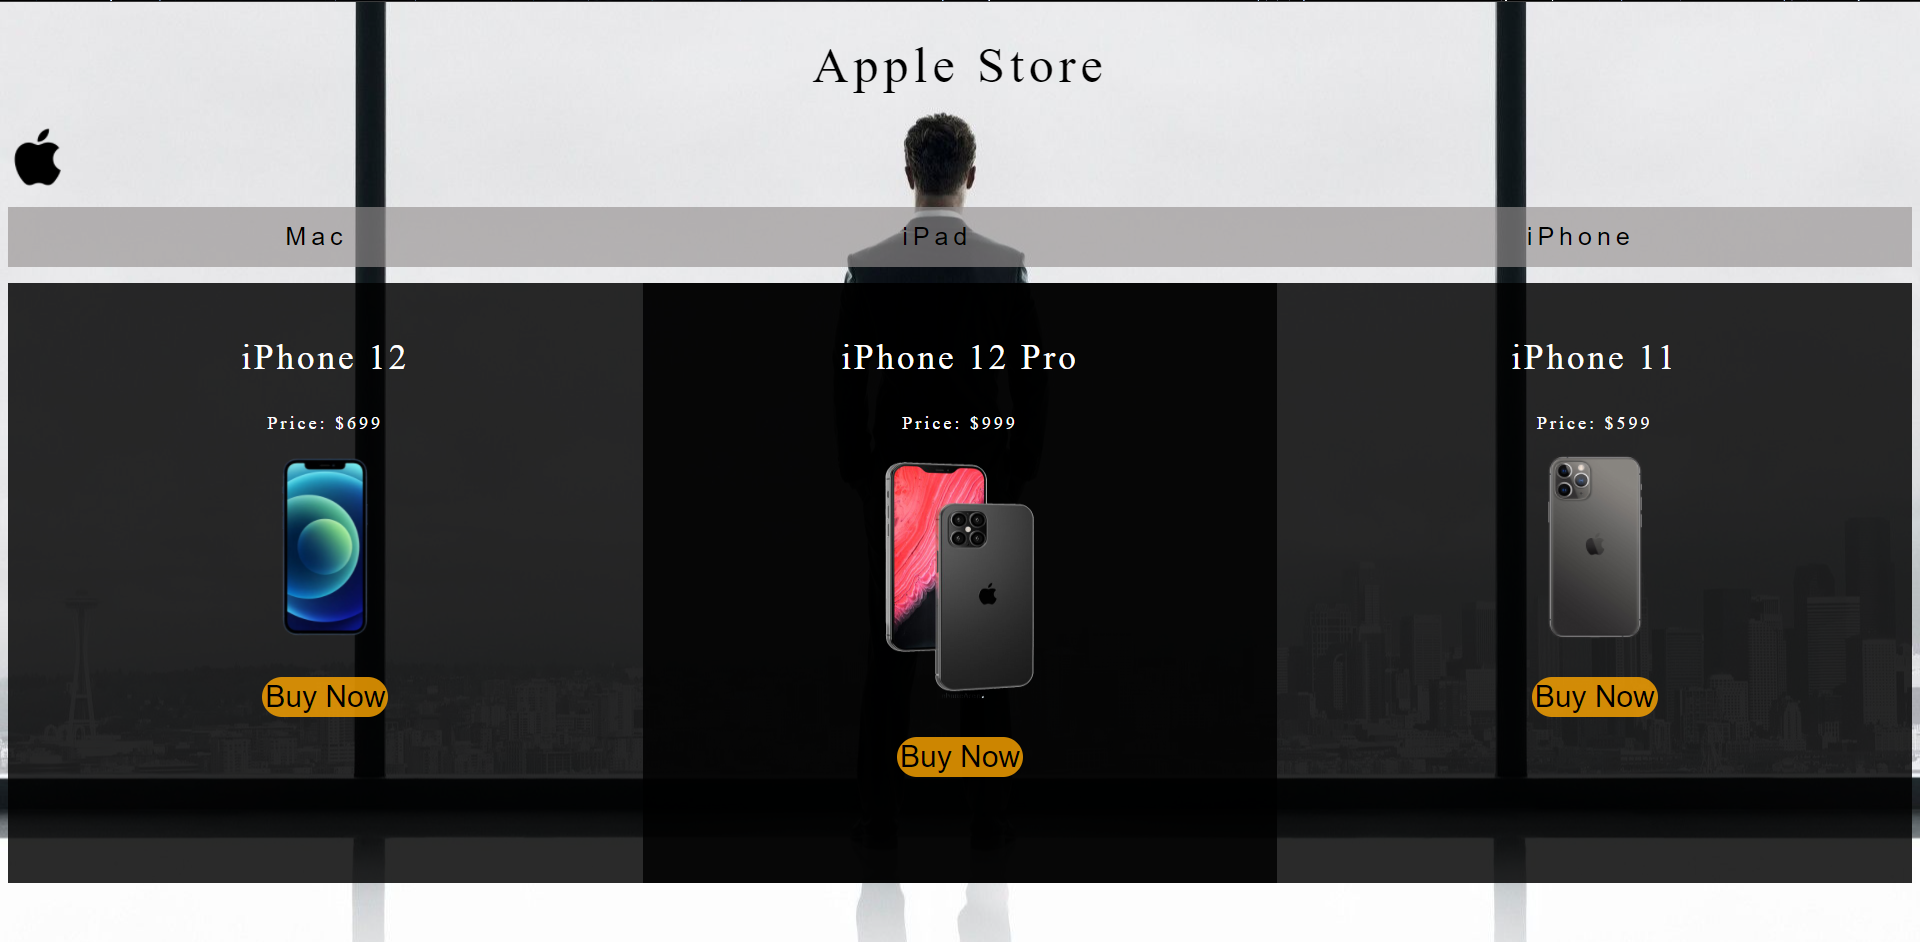 Apple Store
Mac iPad iPhone
iPhone 12 iPhone 12 Pro iPhone 11
Price: $699 Price: $999 Price: $599
Buy Now Buy Now
Buy Now